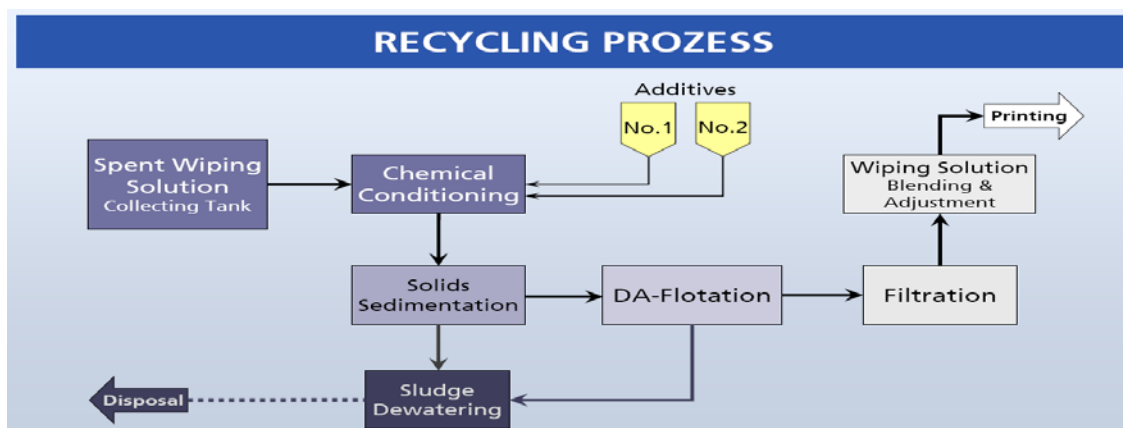 RECYCLING PROZESS
Additives
No.1
No.2
Printing
Spent Wiping
Solution
Collecting Tank
Chemical
Conditioning
Wiping Solution
Blending &
Adjustment
Solids
Sedimentation
DA-Flotation
Filtration
Disposal
Sludge
Dewatering